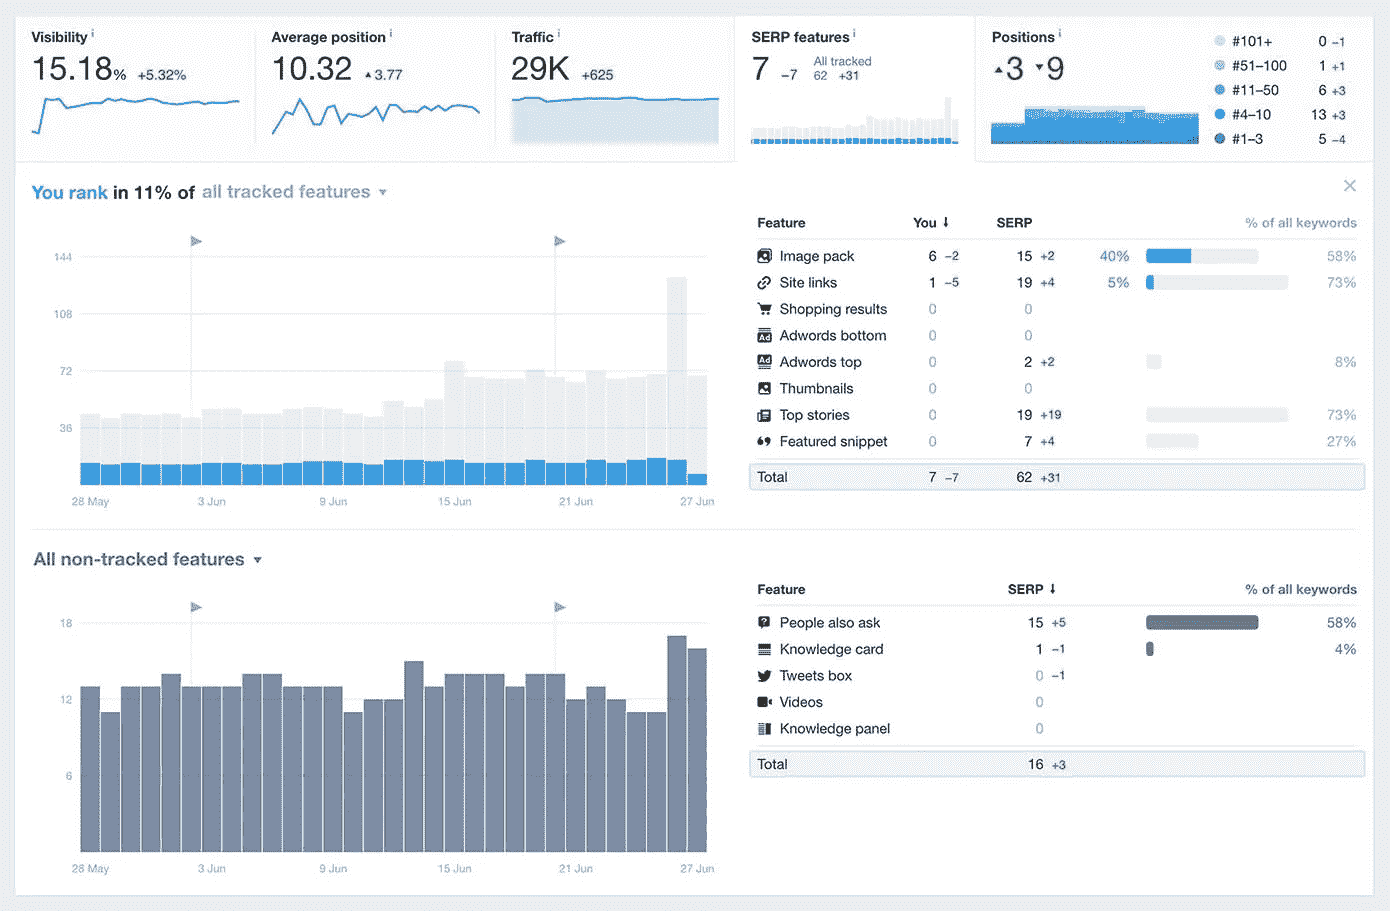 Visibility i
15.18% +5.32%
Average position i
10.32 ▲3.77
Traffic i
29K +625
SERP features i
7 −7
All tracked
62 +31
Positions i
▲3 ▼9
#101+ 0 −1
#51–100 1 +1
#11–50 6 +3
#4–10 13 +3
#1–3 5 −4
You rank in 11% of all tracked features ▼
144
108
72
36
28 May 3 Jun 9 Jun 15 Jun 21 Jun 27 Jun
Feature You ↓ SERP % of all keywords
Image pack 6 −2 15 +2 40% 58%
Site links 1 −5 19 +4 5% 73%
Shopping results 0 0
Ad Adwords bottom 0 0
Ad Adwords top 0 2 +2 8%
Thumbnails 0 0
Top stories 0 19 +19 73%
Featured snippet 0 7 +4 27%
Total 7 −7 62 +31
All non-tracked features ▼
18
12
6
28 May 3 Jun 9 Jun 15 Jun 21 Jun 27 Jun
Feature SERP ↓ % of all keywords
People also ask 15 +5 58%
Knowledge card 1 −1 4%
Tweets box 0 −1
Videos 0
Knowledge panel 0
Total 16 +3